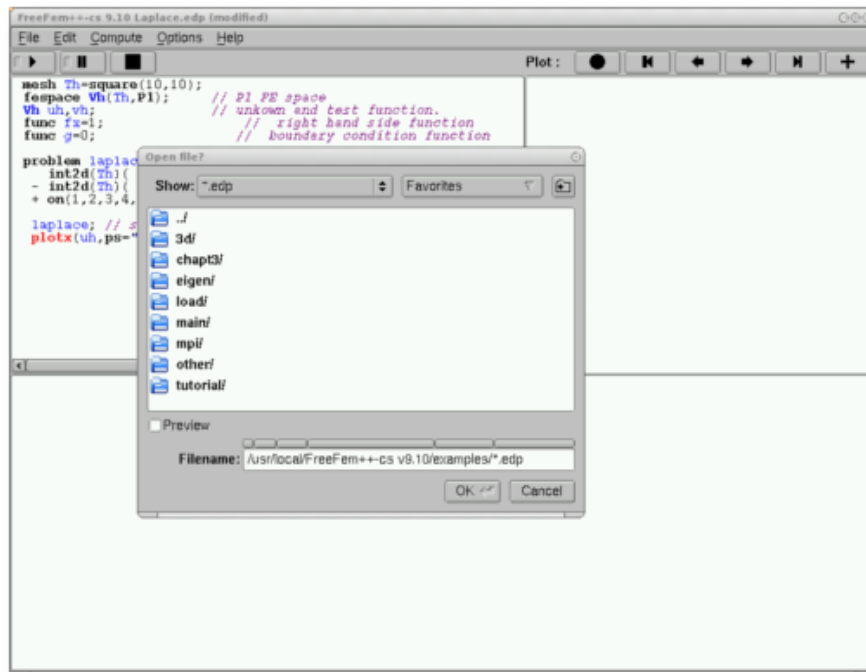 FreeFem++-cs 9.10 Laplace.edp (modified)
File Edit Compute Options Help
Plot :
mesh Th=square(10,10);
fespace Vh(Th,P1); // P1 FE space
Vh uh,vh; // unkown and test function.
func fx=1; // right hand side function
func g=0; // boundary condition function
problem laplac
int2d(Th)(
- int2d(Th)(
+ on(1,2,3,4,
laplace; // s
plotx(uh,ps="
Open file?
Show: *.edp Favorites
../
3d/
chapt3/
eigen/
load/
main/
mpi/
other/
tutorial/
Preview
Filename: /usr/local/FreeFem++-cs v9.10/examples/*.edp
OK Cancel